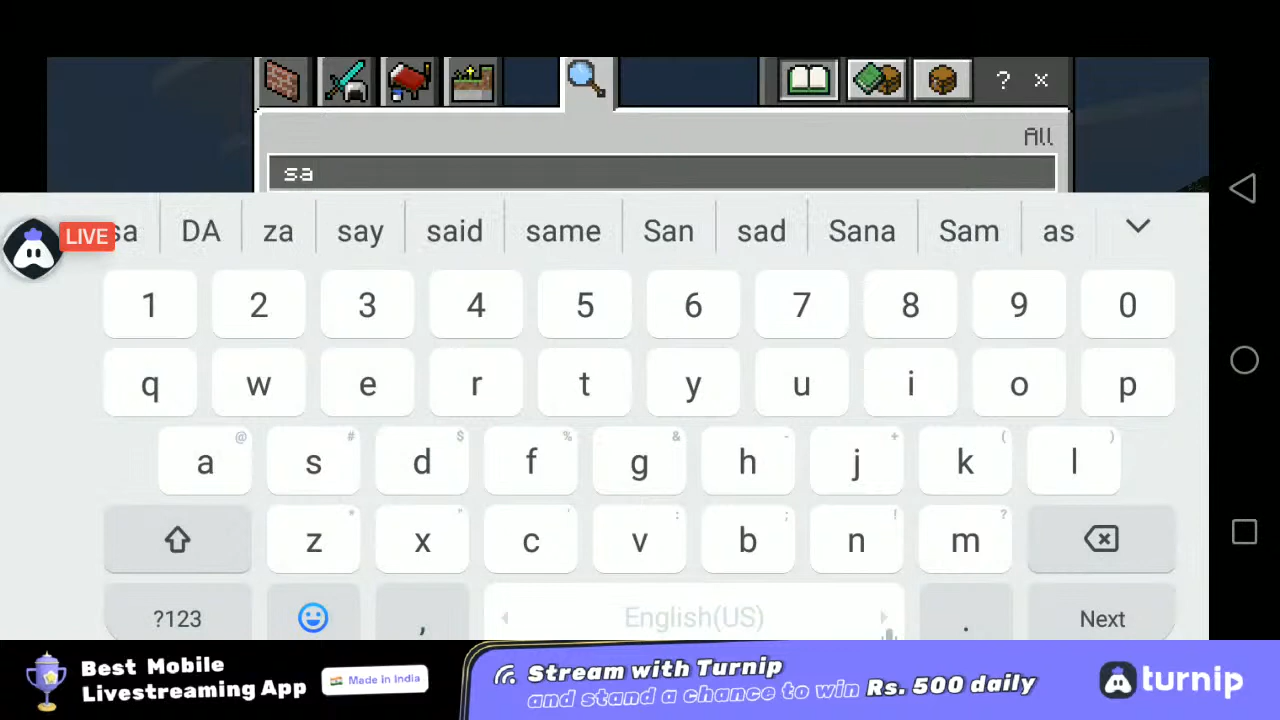 ? ×
All
sa
LIVE
sa DA za say said same San sad Sana Sam as
1 2 3 4 5 6 7 8 9 0
q w e r t y u i o p
@ # $ % & - + ( )
a s d f g h j k l
* " ' : ; ! ?
z x c v b n m
?123 , English(US) . Next
Best Mobile
Livestreaming App
Made in India
Stream with Turnip
and stand a chance to win Rs. 500 daily
turnip